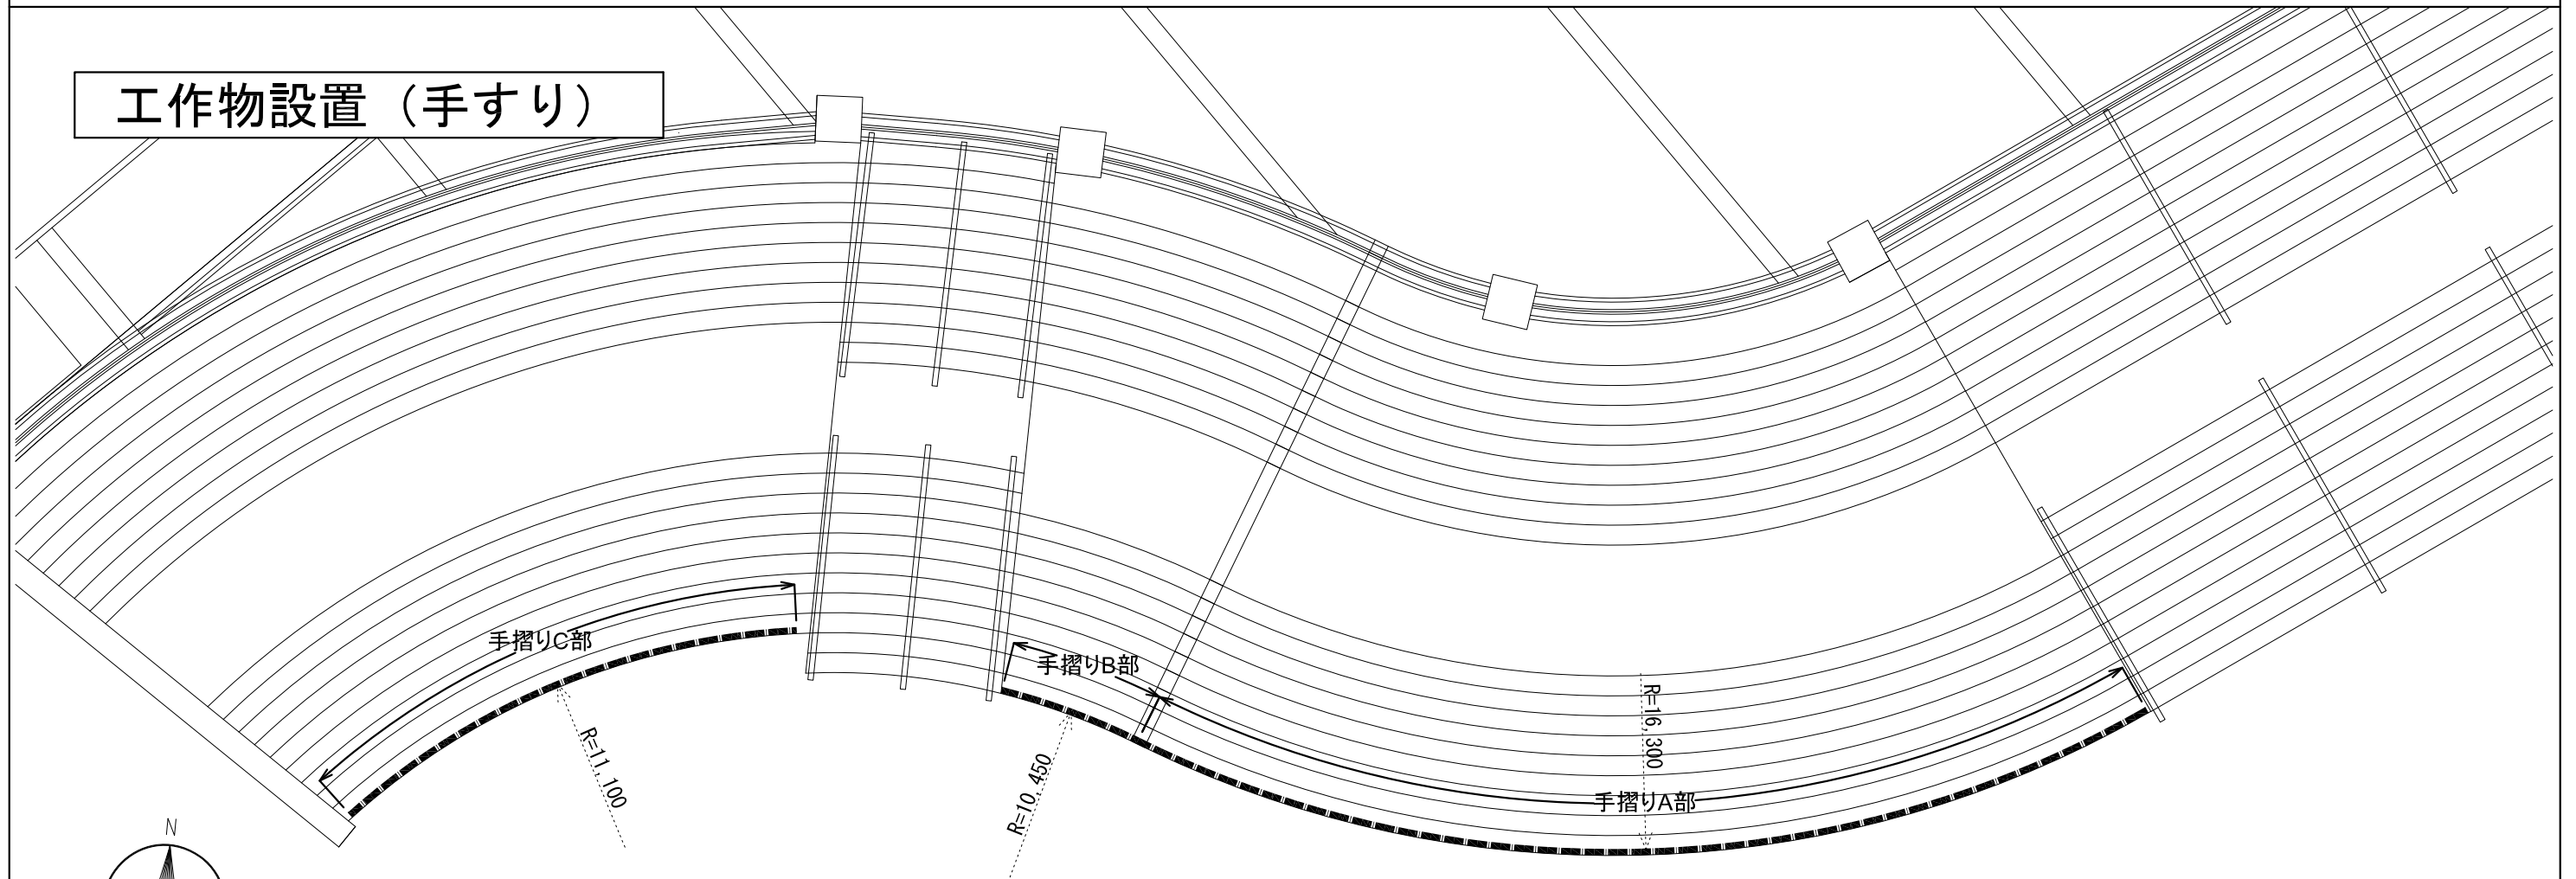 工作物設置（手すり）
手摺りC部
手摺りB部
R=16,300
R=11,100
R=10,450
手摺りA部
N